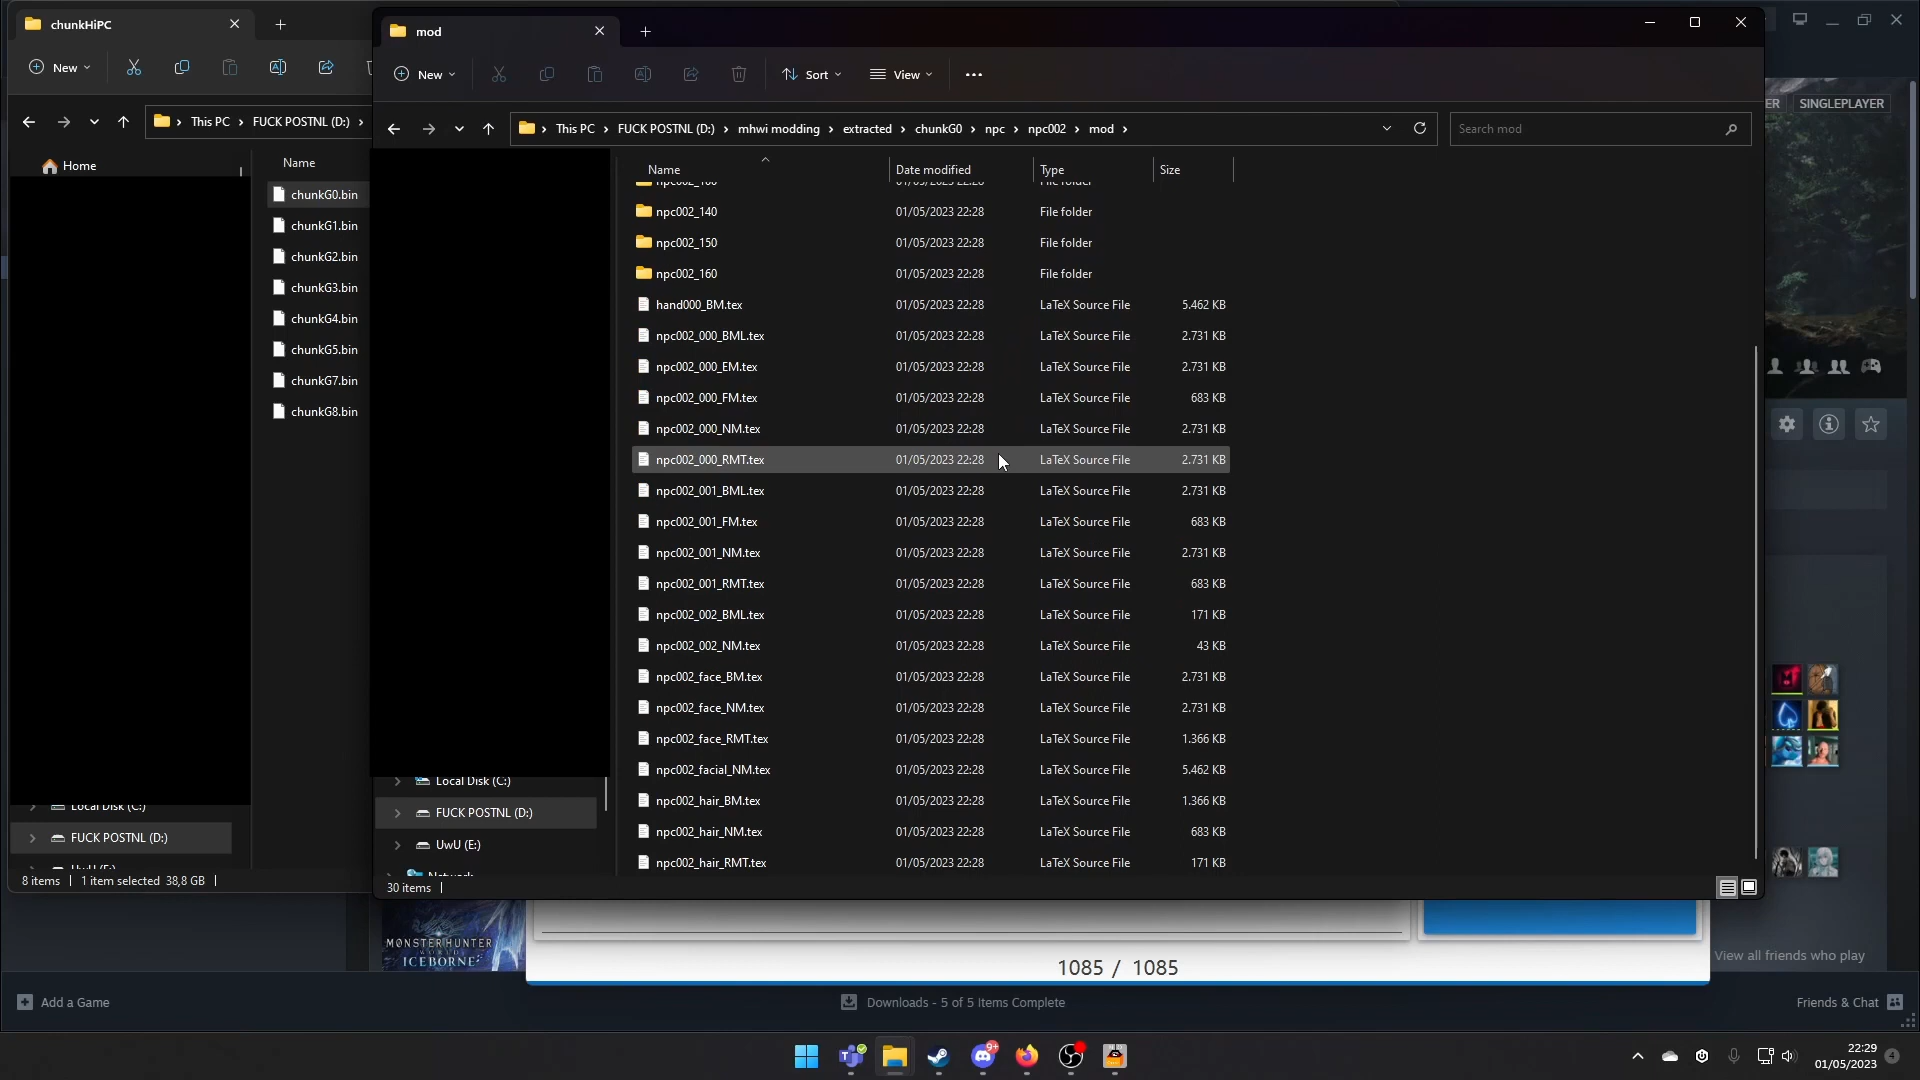 chunkHiPC
New
This PC
FUCK POSTNL (D:)
Home
Name
chunkG0.bin
chunkG1.bin
chunkG2.bin
chunkG3.bin
chunkG4.bin
chunkG5.bin
chunkG7.bin
chunkG8.bin
Local Disk (C:)
FUCK POSTNL (D:)
UwU (E:)
8 items
1 item selected 38,8 GB
mod
New
Sort
View
This PC
FUCK POSTNL (D:)
mhwi modding
extracted
chunkG0
npc
npc002
mod
Search mod
Name Date modified Type Size
npc002_140 01/05/2023 22:28 File folder
npc002_150 01/05/2023 22:28 File folder
npc002_160 01/05/2023 22:28 File folder
hand000_BM.tex 01/05/2023 22:28 LaTeX Source File 5.462 KB
npc002_000_BML.tex 01/05/2023 22:28 LaTeX Source File 2.731 KB
npc002_000_EM.tex 01/05/2023 22:28 LaTeX Source File 2.731 KB
npc002_000_FM.tex 01/05/2023 22:28 LaTeX Source File 683 KB
npc002_000_NM.tex 01/05/2023 22:28 LaTeX Source File 2.731 KB
npc002_000_RMT.tex 01/05/2023 22:28 LaTeX Source File 2.731 KB
npc002_001_BML.tex 01/05/2023 22:28 LaTeX Source File 2.731 KB
npc002_001_FM.tex 01/05/2023 22:28 LaTeX Source File 683 KB
npc002_001_NM.tex 01/05/2023 22:28 LaTeX Source File 2.731 KB
npc002_001_RMT.tex 01/05/2023 22:28 LaTeX Source File 683 KB
npc002_002_BML.tex 01/05/2023 22:28 LaTeX Source File 171 KB
npc002_002_NM.tex 01/05/2023 22:28 LaTeX Source File 43 KB
npc002_face_BM.tex 01/05/2023 22:28 LaTeX Source File 2.731 KB
npc002_face_NM.tex 01/05/2023 22:28 LaTeX Source File 2.731 KB
npc002_face_RMT.tex 01/05/2023 22:28 LaTeX Source File 1.366 KB
npc002_facial_NM.tex 01/05/2023 22:28 LaTeX Source File 5.462 KB
npc002_hair_BM.tex 01/05/2023 22:28 LaTeX Source File 1.366 KB
npc002_hair_NM.tex 01/05/2023 22:28 LaTeX Source File 683 KB
npc002_hair_RMT.tex 01/05/2023 22:28 LaTeX Source File 171 KB
Local Disk (C:)
FUCK POSTNL (D:)
UwU (E:)
Network
30 items
ER
SINGLEPLAYER
MONSTER HUNTER
WORLD
ICEBORNE
1085 / 1085
View all friends who play
Add a Game
Downloads - 5 of 5 Items Complete
Friends & Chat
9+
22:29
01/05/2023
4